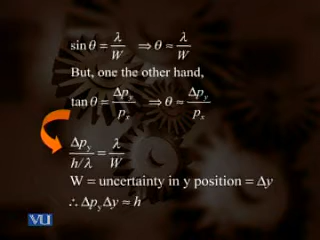 sin θ = λ/W ⇒ θ ≈ λ/W
But, one the other hand,
tan θ = Δp_y/p_x ⇒ θ ≈ Δp_y/p_x
Δp_y/(h/λ) = λ/W
W = uncertainty in y position = Δy
∴ Δp_y Δy ≈ h
VU